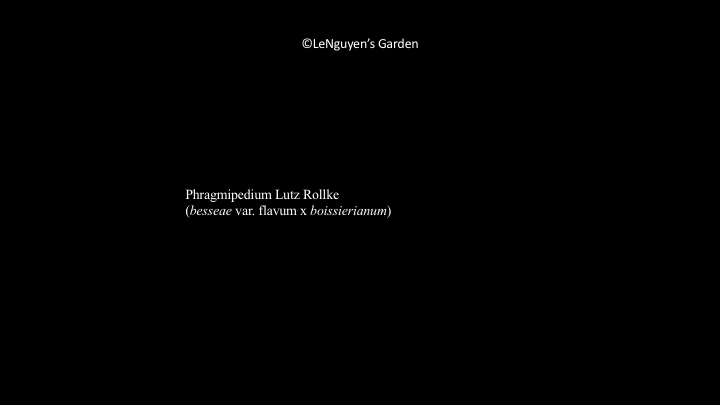 ©LeNguyen’s Garden
Phragmipedium Lutz Rollke
(besseae var. flavum x boissierianum)